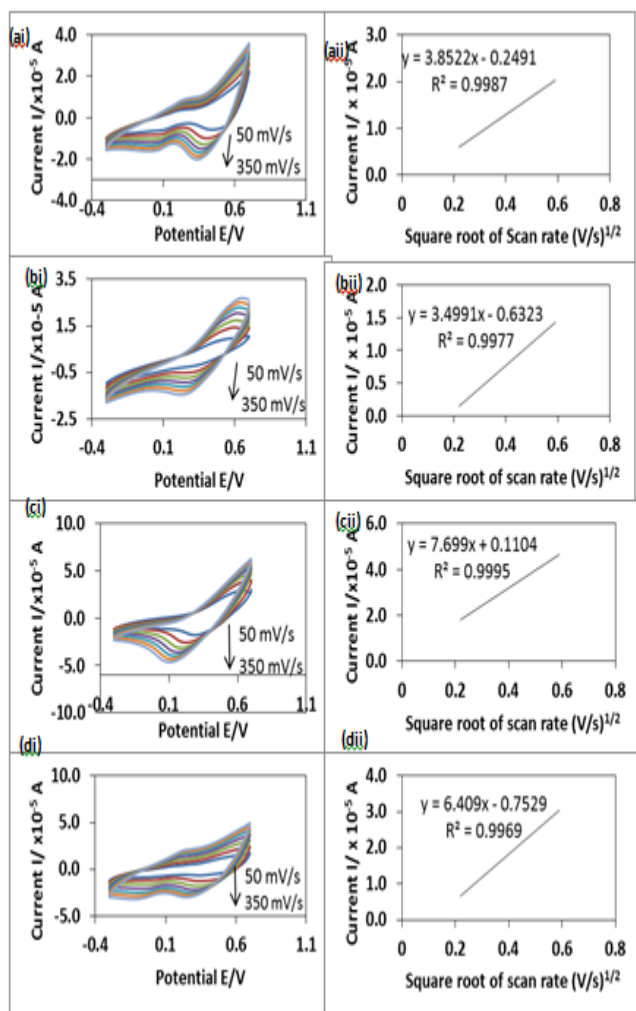 (ai)
4.0
2.0
0.0
-2.0
-4.0
-0.4
0.1
0.6
1.1
Current I/x10⁻⁵ A
50 mV/s
350 mV/s
Potential E/V
(aii)
3.0
2.0
1.0
0.0
0
0.2
0.4
0.6
0.8
Current I/ x 10⁻⁵ A
y = 3.8522x - 0.2491
R² = 0.9987
Square root of Scan rate (V/s)¹/²
(bi)
3.5
1.5
-0.5
-2.5
-0.4
0.1
0.6
1.1
Current I/x10-5 A
50 mV/s
350 mV/s
Potential E/V
(bii)
2.0
1.5
1.0
0.5
0.0
0
0.2
0.4
0.6
0.8
Current I/ x 10⁻⁵ A
y = 3.4991x - 0.6323
R² = 0.9977
Square root of scan rate (V/s)¹/²
(ci)
10.0
5.0
0.0
-5.0
-10.0
-0.4
0.1
0.6
1.1
Current I/x10⁻⁵ A
50 mV/s
350 mV/s
Potential E/V
(cii)
6.0
4.0
2.0
0.0
0
0.2
0.4
0.6
0.8
Current I/ x 10⁻⁵ A
y = 7.699x + 0.1104
R² = 0.9995
Square root of scan rate (V/s)¹/²
(di)
10.0
5.0
0.0
-5.0
-0.4
0.1
0.6
1.1
Current I/ x10⁻⁵ A
50 mV/s
350 mV/s
Potential E/V
(dii)
4.0
3.0
2.0
1.0
0.0
0
0.2
0.4
0.6
0.8
Current I/ x 10⁻⁵ A
y = 6.409x - 0.7529
R² = 0.9969
Square root of scan rate (V/s)¹/²